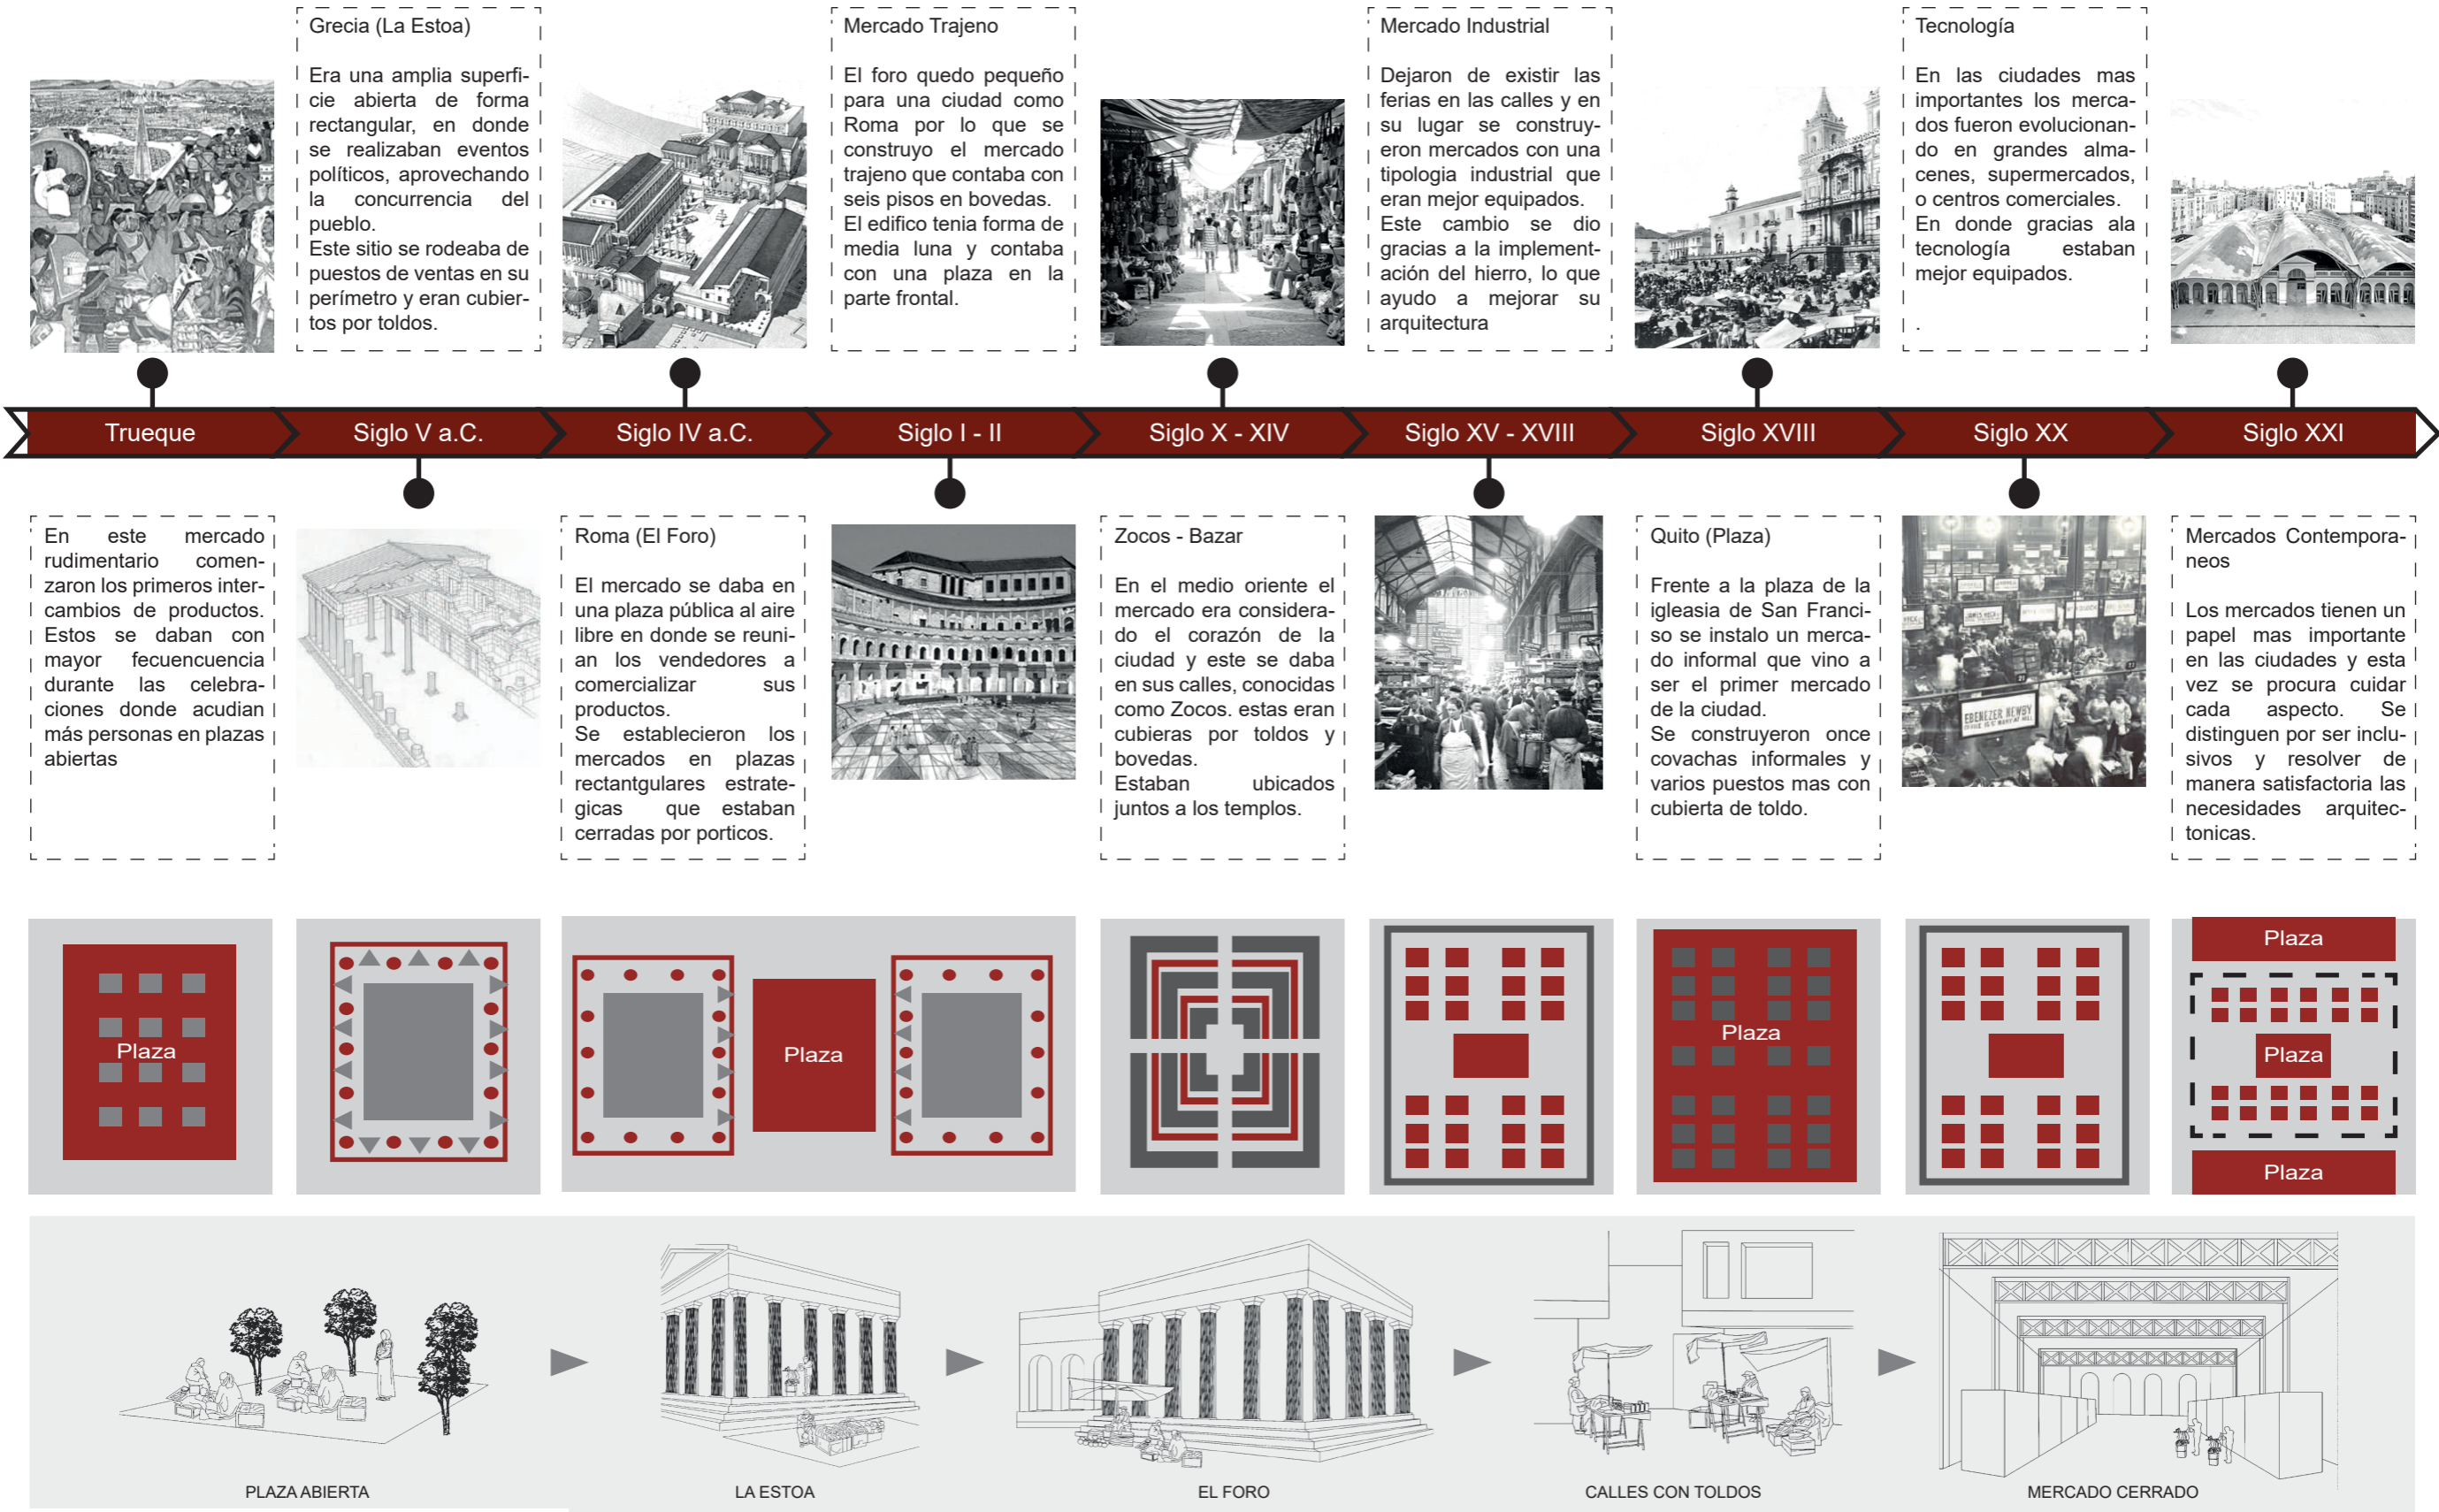 Grecia (La Estoa)
Era una amplia superfi-
cie abierta de forma
rectangular, en donde
se realizaban eventos
políticos, aprovechando
la concurrencia del
pueblo.
Este sitio se rodeaba de
puestos de ventas en su
perímetro y eran cubier-
tos por toldos.
Mercado Trajeno
El foro quedo pequeño
para una ciudad como
Roma por lo que se
construyo el mercado
trajeno que contaba con
seis pisos en bovedas.
El edifico tenia forma de
media luna y contaba
con una plaza en la
parte frontal.
Mercado Industrial
Dejaron de existir las
ferias en las calles y en
su lugar se construy-
eron mercados con una
tipologia industrial que
eran mejor equipados.
Este cambio se dio
gracias a la implement-
ación del hierro, lo que
ayudo a mejorar su
arquitectura
Tecnología
En las ciudades mas
importantes los merca-
dos fueron evolucionan-
do en grandes alma-
cenes, supermercados,
o centros comerciales.
En donde gracias ala
tecnología estaban
mejor equipados.
.
Trueque
Siglo V a.C.
Siglo IV a.C.
Siglo I - II
Siglo X - XIV
Siglo XV - XVIII
Siglo XVIII
Siglo XX
Siglo XXI
En este mercado
rudimentario comen-
zaron los primeros inter-
cambios de productos.
Estos se daban con
mayor fecuencuencia
durante las celebra-
ciones donde acudian
más personas en plazas
abiertas
Roma (El Foro)
El mercado se daba en
una plaza pública al aire
libre en donde se reuni-
an los vendedores a
comercializar sus
productos.
Se establecieron los
mercados en plazas
rectantgulares estrate-
gicas que estaban
cerradas por porticos.
Zocos - Bazar
En el medio oriente el
mercado era considera-
do el corazón de la
ciudad y este se daba
en sus calles, conocidas
como Zocos. estas eran
cubieras por toldos y
bovedas.
Estaban ubicados
juntos a los templos.
Quito (Plaza)
Frente a la plaza de la
igleasia de San Franci-
so se instalo un merca-
do informal que vino a
ser el primer mercado
de la ciudad.
Se construyeron once
covachas informales y
varios puestos mas con
cubierta de toldo.
EBENEZER NEWBY
Mercados Contempora-
neos
Los mercados tienen un
papel mas importante
en las ciudades y esta
vez se procura cuidar
cada aspecto. Se
distinguen por ser inclu-
sivos y resolver de
manera satisfactoria las
necesidades arquitec-
tonicas.
Plaza
Plaza
Plaza
Plaza
Plaza
Plaza
PLAZA ABIERTA
LA ESTOA
EL FORO
CALLES CON TOLDOS
MERCADO CERRADO